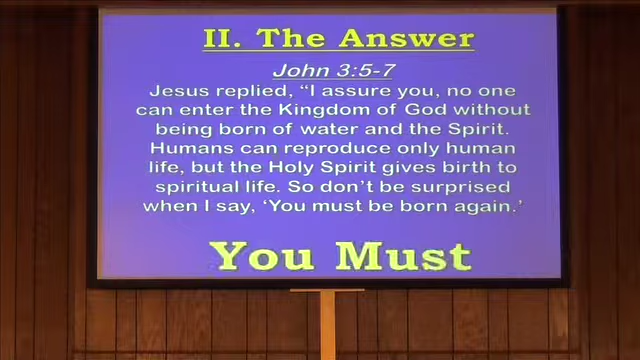 II. The Answer
John 3:5-7
Jesus replied, “I assure you, no one
can enter the Kingdom of God without
being born of water and the Spirit.
Humans can reproduce only human
life, but the Holy Spirit gives birth to
spiritual life. So don’t be surprised
when I say, ‘You must be born again.’
You Must